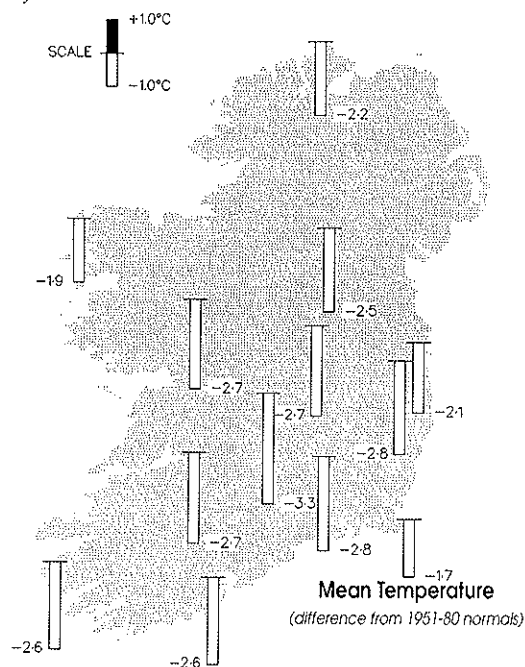 +1.0°C
SCALE
−1.0°C
−2·2
−1·9
−2·5
−2·7
−2·7
−2·1
−2·8
−3·3
−2·7
−2·8
−1·7
Mean Temperature
(difference from 1951-80 normals)
−2·6
−2·6